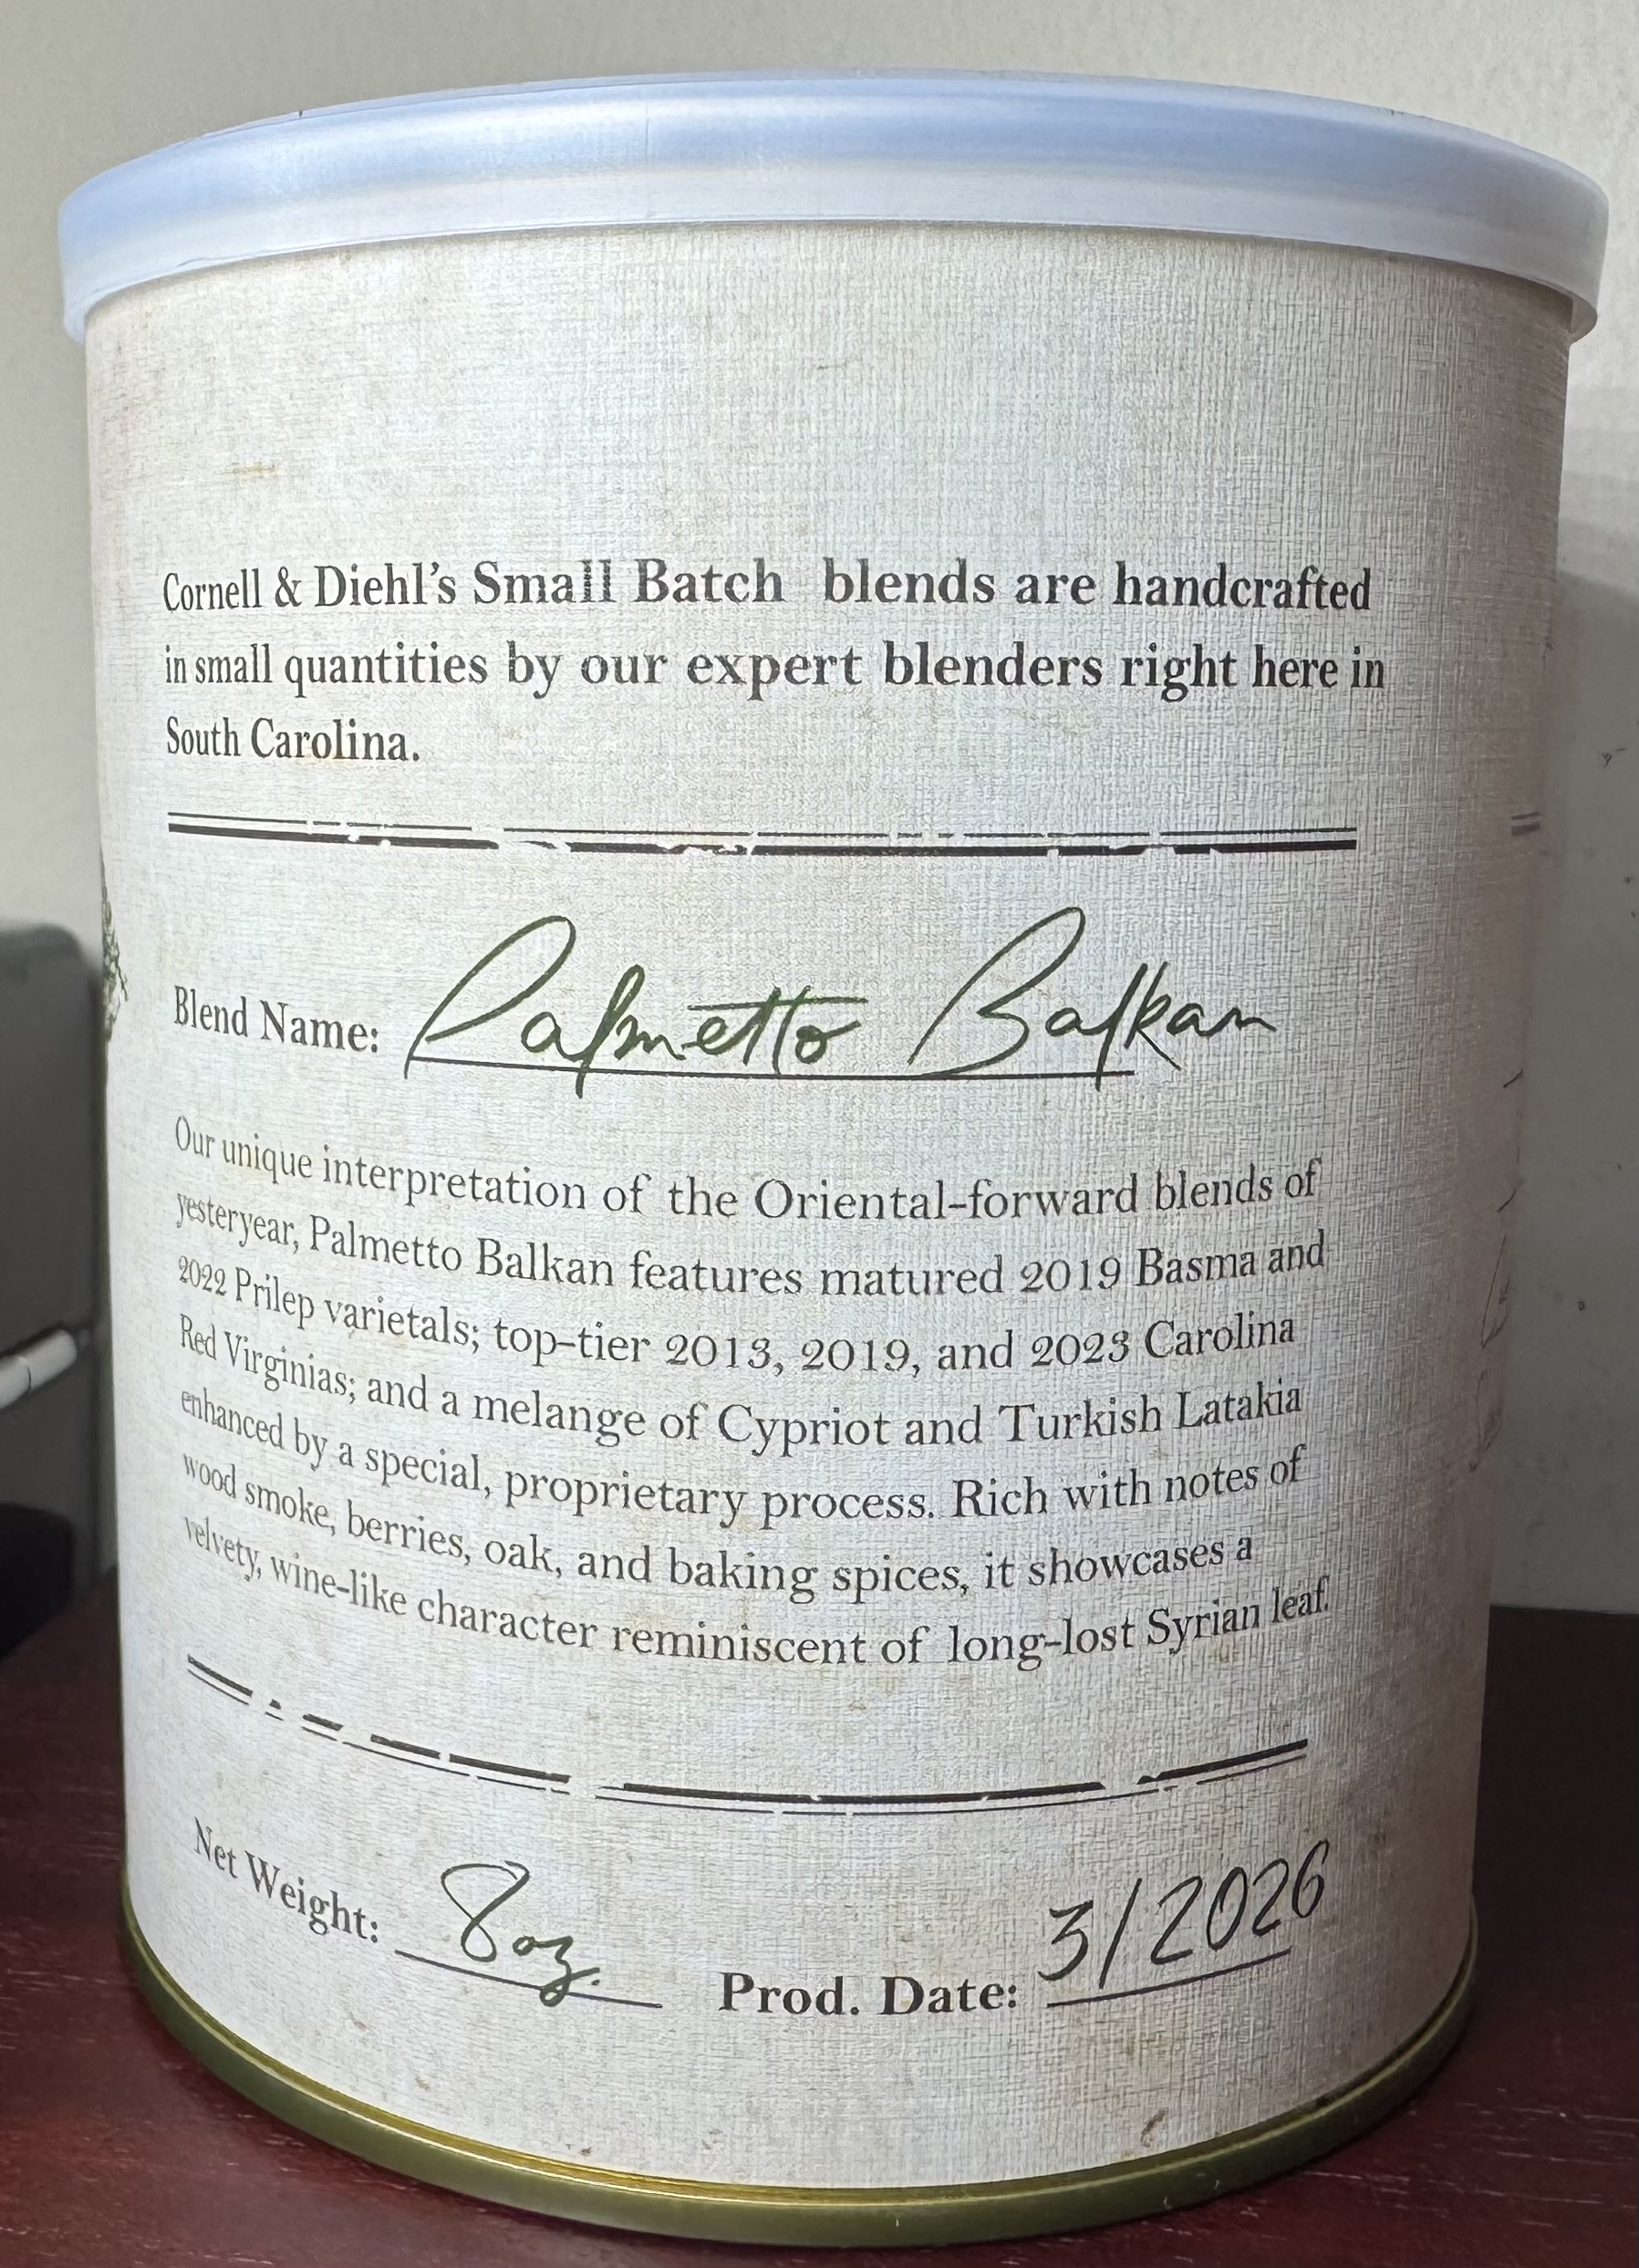 Cornell & Diehl's Small Batch blends are handcrafted
in small quantities by our expert blenders right here in
South Carolina.
Blend Name: Palmetto Balkan
Our unique interpretation of the Oriental-forward blends of
yesteryear, Palmetto Balkan features matured 2019 Basma and
2022 Prilep varietals; top-tier 2013, 2019, and 2023 Carolina
Red Virginias; and a melange of Cypriot and Turkish Latakia
enhanced by a special, proprietary process. Rich with notes of
wood smoke, berries, oak, and baking spices, it showcases a
velvety, wine-like character reminiscent of long-lost Syrian leaf.
Net Weight: 8 oz. Prod. Date: 3/2026